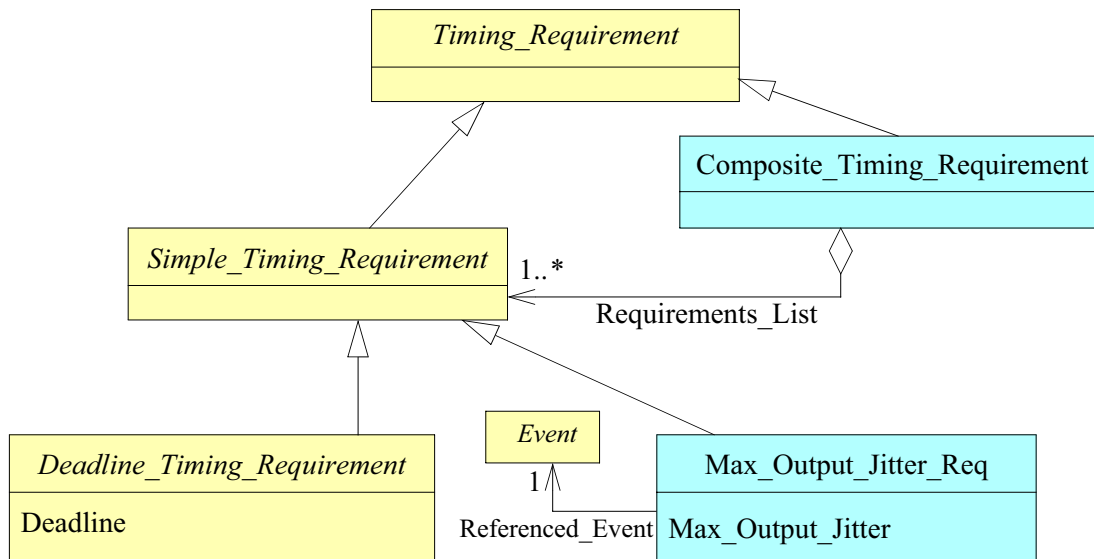 Timing_Requirement
Composite_Timing_Requirement
Simple_Timing_Requirement
1..*
Requirements_List
Event
Deadline_Timing_Requirement
Max_Output_Jitter_Req
1
Deadline
Referenced_Event
Max_Output_Jitter